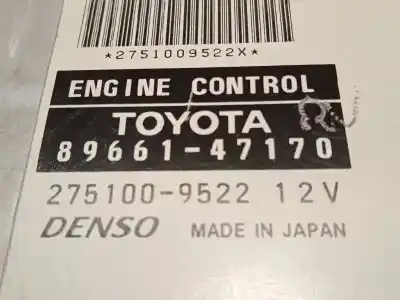 *2751009522X*
ENGINE CONTROL
TOYOTA
89661-47170
275100-9522 12V
DENSO MADE IN JAPAN